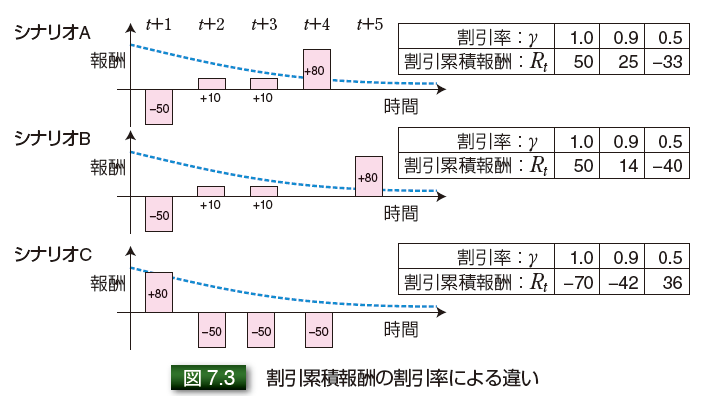 シナリオA
t+1 t+2 t+3 t+4 t+5
報酬
−50
+10
+10
+80
時間
割引率：γ 1.0 0.9 0.5
割引累積報酬：Rt 50 25 −33
シナリオB
報酬
−50
+10
+10
+80
時間
割引率：γ 1.0 0.9 0.5
割引累積報酬：Rt 50 14 −40
シナリオC
報酬
+80
−50
−50
−50
時間
割引率：γ 1.0 0.9 0.5
割引累積報酬：Rt −70 −42 36
図 7.3 割引累積報酬の割引率による違い